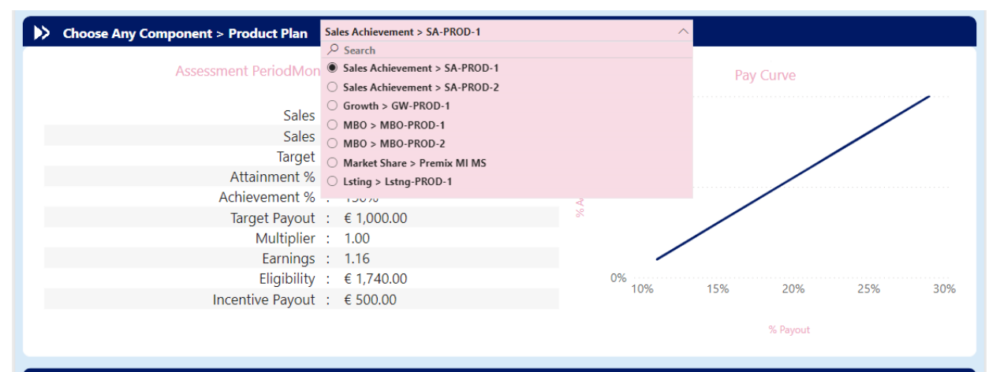 Choose Any Component > Product Plan
Sales Achievement > SA-PROD-1
Search
Sales Achievement > SA-PROD-1
Sales Achievement > SA-PROD-2
Growth > GW-PROD-1
MBO > MBO-PROD-1
MBO > MBO-PROD-2
Market Share > Premix MI MS
Lsting > Lstng-PROD-1
Assessment PeriodMon
Sales
Sales
Target
Attainment %
Achievement % :
Target Payout : € 1,000.00
Multiplier : 1.00
Earnings : 1.16
Eligibility : € 1,740.00
Incentive Payout : € 500.00
Pay Curve
0%
10% 15% 20% 25% 30%
% Payout